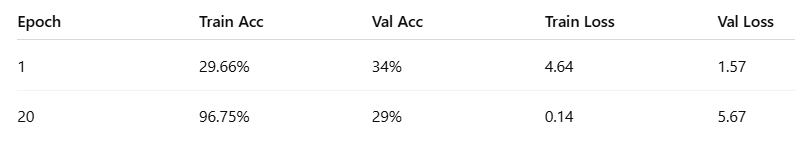 Epoch Train Acc Val Acc Train Loss Val Loss
1 29.66% 34% 4.64 1.57
20 96.75% 29% 0.14 5.67